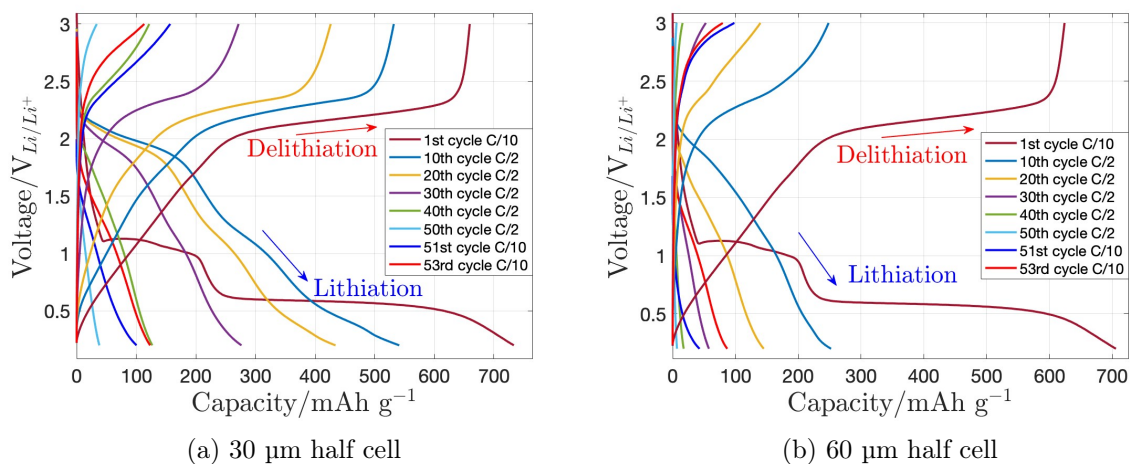 3
2.5
2
1.5
1
0.5
Voltage/V Li/Li+
Delithiation
Lithiation
1st cycle C/10
10th cycle C/2
20th cycle C/2
30th cycle C/2
40th cycle C/2
50th cycle C/2
51st cycle C/10
53rd cycle C/10
0 100 200 300 400 500 600 700
Capacity/mAh g⁻¹
(a) 30 µm half cell
3
2.5
2
1.5
1
0.5
Voltage/V Li/Li+
Delithiation
Lithiation
1st cycle C/10
10th cycle C/2
20th cycle C/2
30th cycle C/2
40th cycle C/2
50th cycle C/2
51st cycle C/10
53rd cycle C/10
0 100 200 300 400 500 600 700
Capacity/mAh g⁻¹
(b) 60 µm half cell